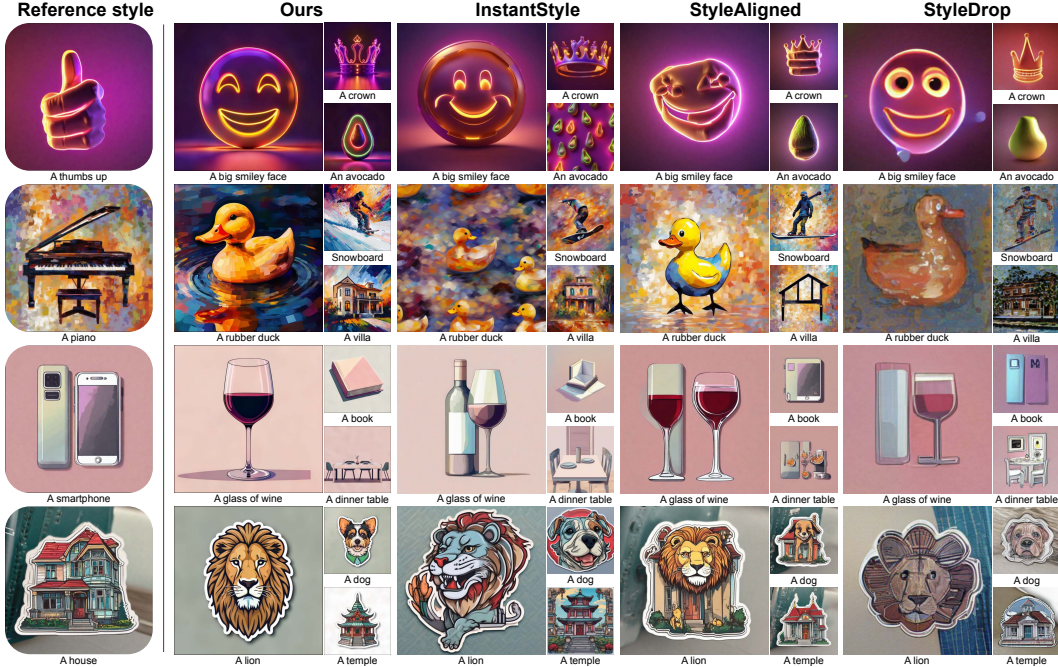 Reference style Ours InstantStyle StyleAligned StyleDrop
A crown A crown A crown A crown
A thumbs up A big smiley face An avocado A big smiley face An avocado A big smiley face An avocado A big smiley face An avocado
Snowboard Snowboard Snowboard Snowboard
A piano A rubber duck A villa A rubber duck A villa A rubber duck A villa A rubber duck A villa
A book A book A book A book
A smartphone A glass of wine A dinner table A glass of wine A dinner table A glass of wine A dinner table A glass of wine A dinner table
A dog A dog A dog A dog
A house A lion A temple A lion A temple A lion A temple A lion A temple